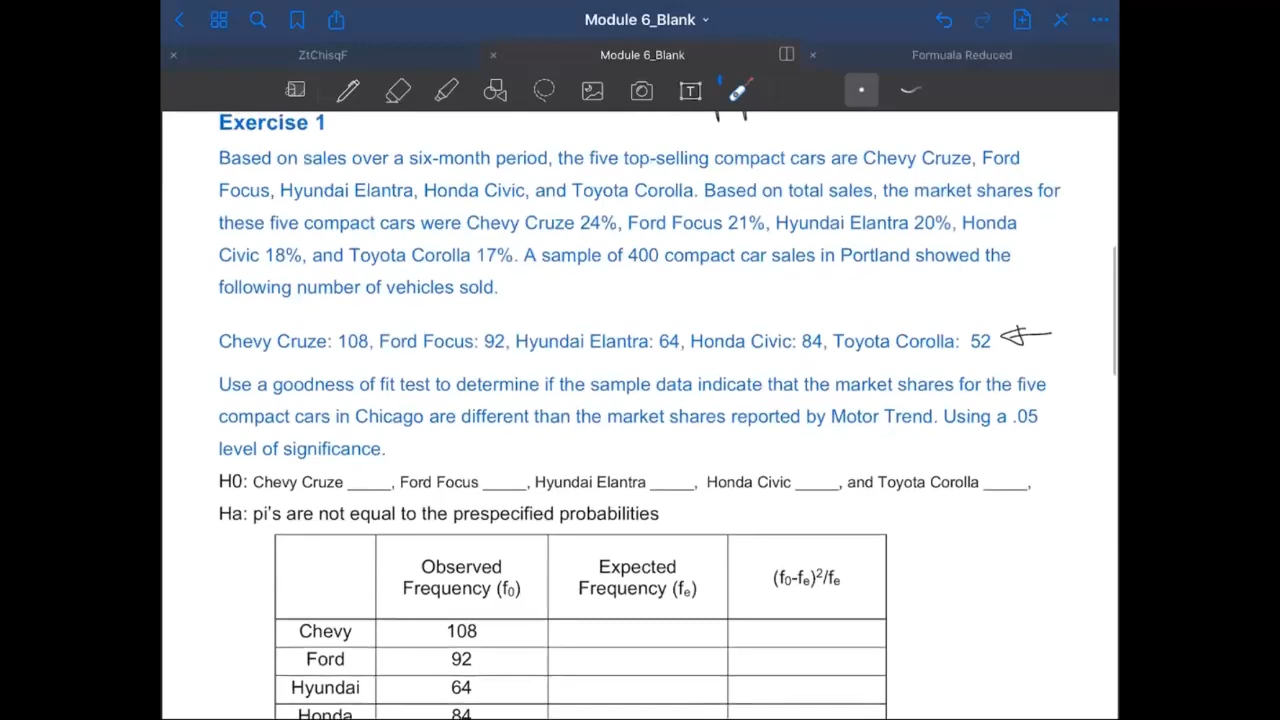 Module 6_Blank
ZtChisqF
Module 6_Blank
Formuala Reduced
Exercise 1
Based on sales over a six-month period, the five top-selling compact cars are Chevy Cruze, Ford
Focus, Hyundai Elantra, Honda Civic, and Toyota Corolla. Based on total sales, the market shares for
these five compact cars were Chevy Cruze 24%, Ford Focus 21%, Hyundai Elantra 20%, Honda
Civic 18%, and Toyota Corolla 17%. A sample of 400 compact car sales in Portland showed the
following number of vehicles sold.
Chevy Cruze: 108, Ford Focus: 92, Hyundai Elantra: 64, Honda Civic: 84, Toyota Corolla: 52
Use a goodness of fit test to determine if the sample data indicate that the market shares for the five
compact cars in Chicago are different than the market shares reported by Motor Trend. Using a .05
level of significance.
H0: Chevy Cruze _____, Ford Focus _____, Hyundai Elantra _____, Honda Civic _____, and Toyota Corolla _____,
Ha: pi's are not equal to the prespecified probabilities
Observed Frequency (f₀) Expected Frequency (fₑ) (f₀-fₑ)²/fₑ
Chevy 108
Ford 92
Hyundai 64
Honda 84